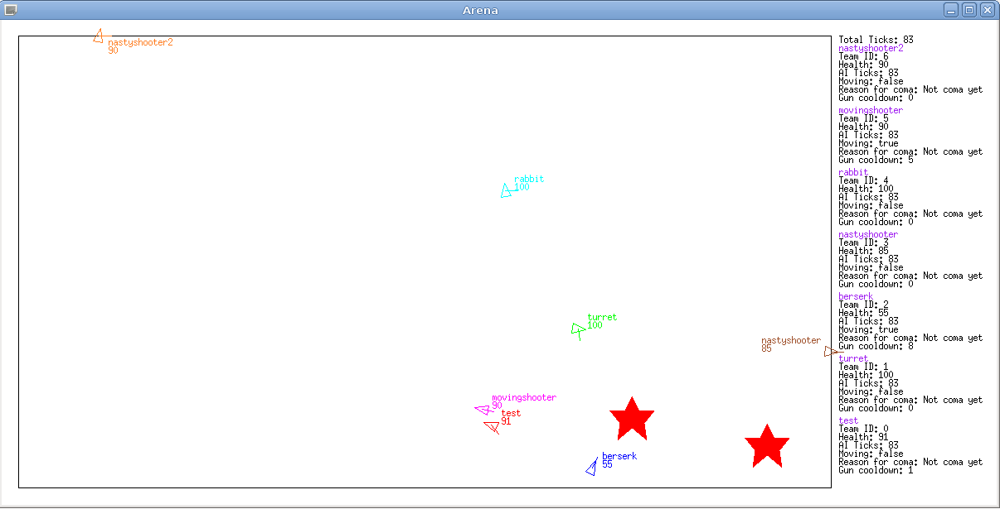 Arena
nastyshooter2
90
rabbit
100
turret
100
nastyshooter
85
movingshooter
90
test
91
berserk
55
Total Ticks: 83
nastyshooter2
Team ID: 6
Health: 90
AI Ticks: 83
Moving: false
Reason for coma: Not coma yet
Gun cooldown: 0
movingshooter
Team ID: 5
Health: 90
AI Ticks: 83
Moving: true
Reason for coma: Not coma yet
Gun cooldown: 5
rabbit
Team ID: 4
Health: 100
AI Ticks: 83
Moving: false
Reason for coma: Not coma yet
Gun cooldown: 0
nastyshooter
Team ID: 3
Health: 85
AI Ticks: 83
Moving: false
Reason for coma: Not coma yet
Gun cooldown: 0
berserk
Team ID: 2
Health: 55
AI Ticks: 83
Moving: true
Reason for coma: Not coma yet
Gun cooldown: 8
turret
Team ID: 1
Health: 100
AI Ticks: 83
Moving: false
Reason for coma: Not coma yet
Gun cooldown: 0
test
Team ID: 0
Health: 91
AI Ticks: 83
Moving: false
Reason for coma: Not coma yet
Gun cooldown: 1